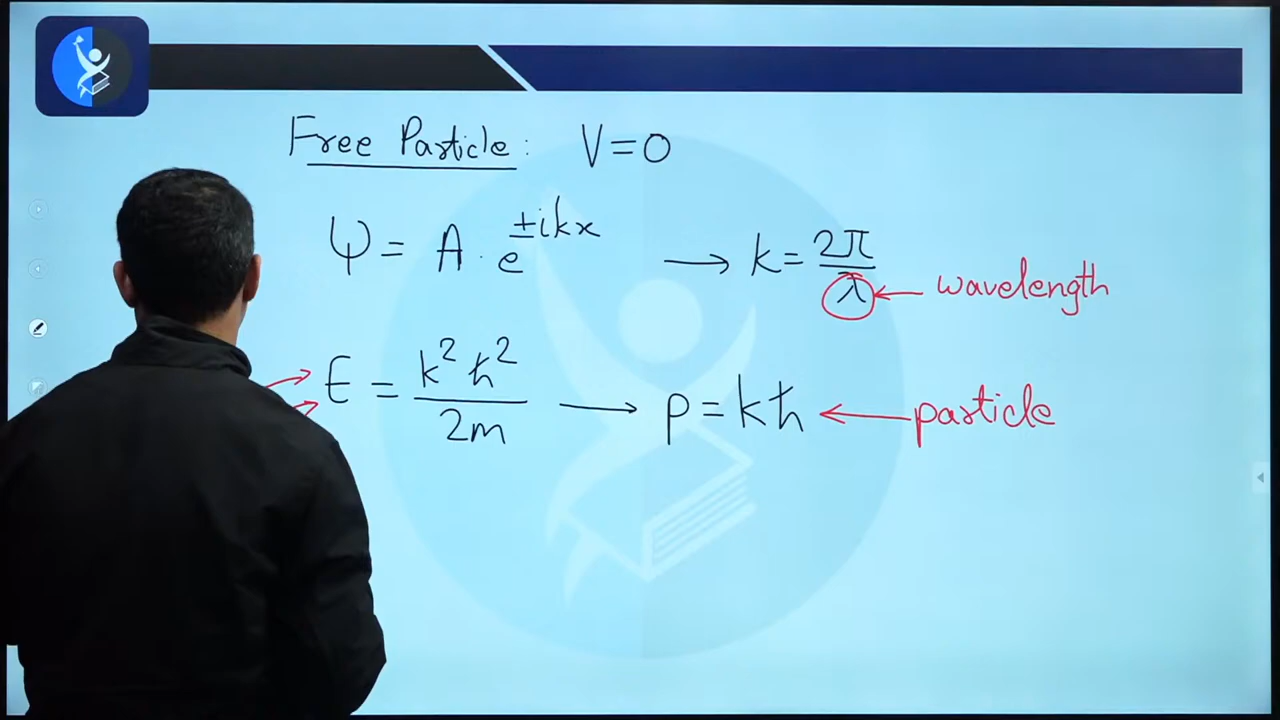 Free Particle: V=0
ψ = A · e^{±ikx} → k = 2π/λ ← wavelength
E = k²ħ²/2m → p = kħ ← particle